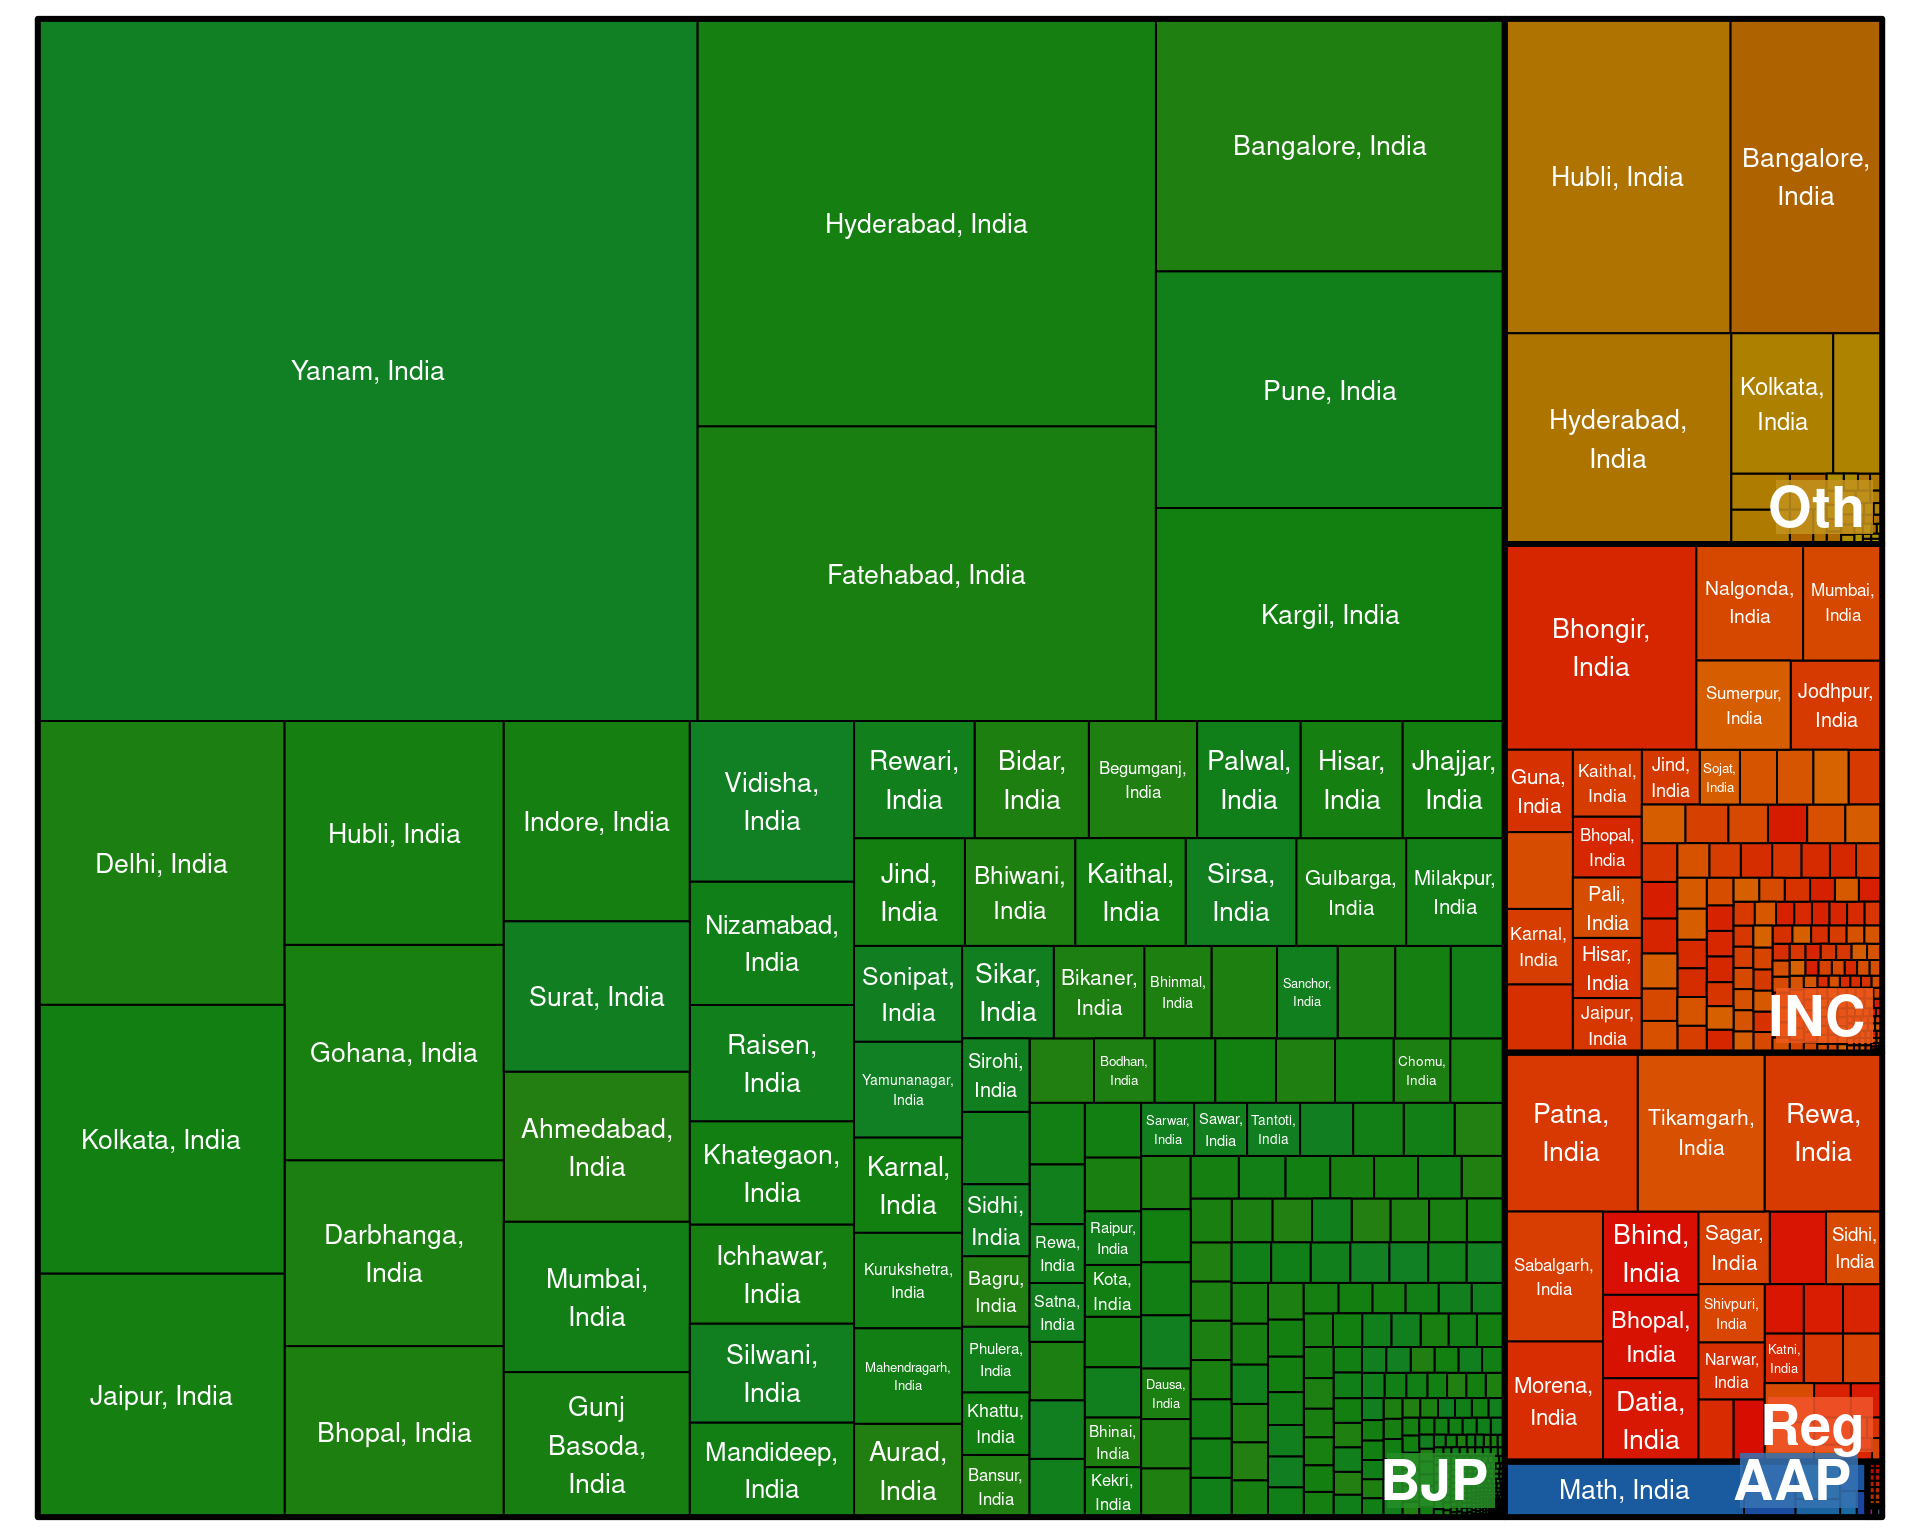 Yanam, India
Hyderabad, India
Fatehabad, India
Bangalore, India
Pune, India
Kargil, India
Delhi, India
Kolkata, India
Jaipur, India
Hubli, India
Gohana, India
Darbhanga,
India
Bhopal, India
Indore, India
Surat, India
Ahmedabad,
India
Mumbai,
India
Gunj
Basoda,
India
Vidisha,
India
Nizamabad,
India
Raisen,
India
Khategaon,
India
Ichhawar,
India
Silwani,
India
Mandideep,
India
Rewari,
India
Bidar,
India
Begumganj,
India
Palwal,
India
Hisar,
India
Jhajjar,
India
Jind,
India
Bhiwani,
India
Kaithal,
India
Sirsa,
India
Gulbarga,
India
Milakpur,
India
Sonipat,
India
Yamunanagar,
India
Karnal,
India
Kurukshetra,
India
Mahendragarh,
India
Aurad,
India
Sikar,
India
Bikaner,
India
Bhinmal,
India
Sanchor,
India
Sirohi,
India
Bodhan,
India
Chomu,
India
Sidhi,
India
Bagru,
India
Phulera,
India
Khattu,
India
Bansur,
India
Rewa,
India
Satna,
India
Raipur,
India
Kota,
India
Bhinai,
India
Kekri,
India
Sarwar,
India
Sawar,
India
Tantoti,
India
Dausa,
India
BJP
Hubli, India
Bangalore,
India
Hyderabad,
India
Kolkata,
India
Oth
Bhongir,
India
Nalgonda,
India
Mumbai,
India
Sumerpur,
India
Jodhpur,
India
Guna,
India
Kaithal,
India
Jind,
India
Sojat,
India
Bhopal,
India
Pali,
India
Karnal,
India
Hisar,
India
Jaipur,
India
INC
Patna,
India
Tikamgarh,
India
Rewa,
India
Sabalgarh,
India
Morena,
India
Bhind,
India
Bhopal,
India
Datia,
India
Sagar,
India
Sidhi,
India
Shivpuri,
India
Narwar,
India
Katni,
India
Reg
Math, India
AAP